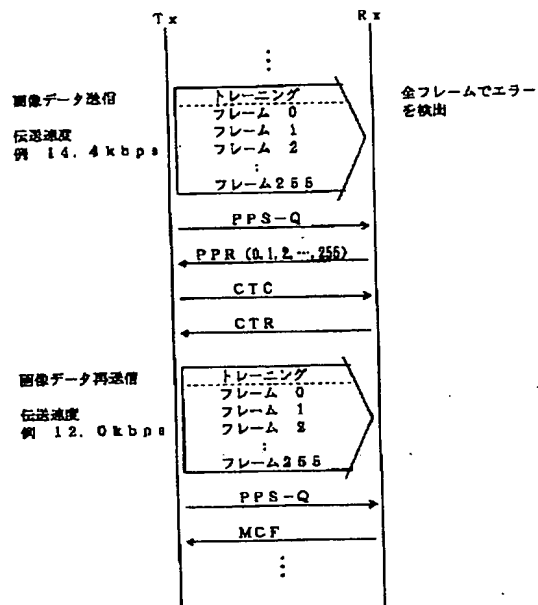 Tx
Rx
⋮
画像データ送信
伝送速度
例 14.4kbps
トレーニング
フレーム 0
フレーム 1
フレーム 2
:
フレーム255
全フレームでエラー
を検出
PPS-Q
PPR (0,1,2,…,255)
CTC
CTR
画像データ再送信
伝送速度
例 12.0kbps
トレーニング
フレーム 0
フレーム 1
フレーム 2
:
フレーム255
PPS-Q
MCF
⋮